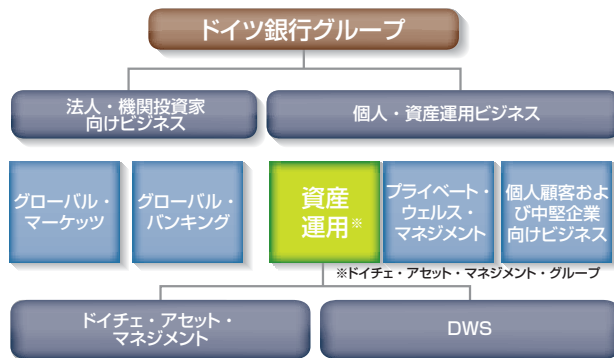 ドイツ銀行グループ
法人・機関投資家
向けビジネス
個人・資産運用ビジネス
グローバル・
マーケッツ
グローバル・
バンキング
資産
運用※
プライベート・
ウェルス・
マネジメント
個人顧客およ
び中堅企業
向けビジネス
※ドイチェ・アセット・マネジメント・グループ
ドイチェ・アセット・
マネジメント
DWS